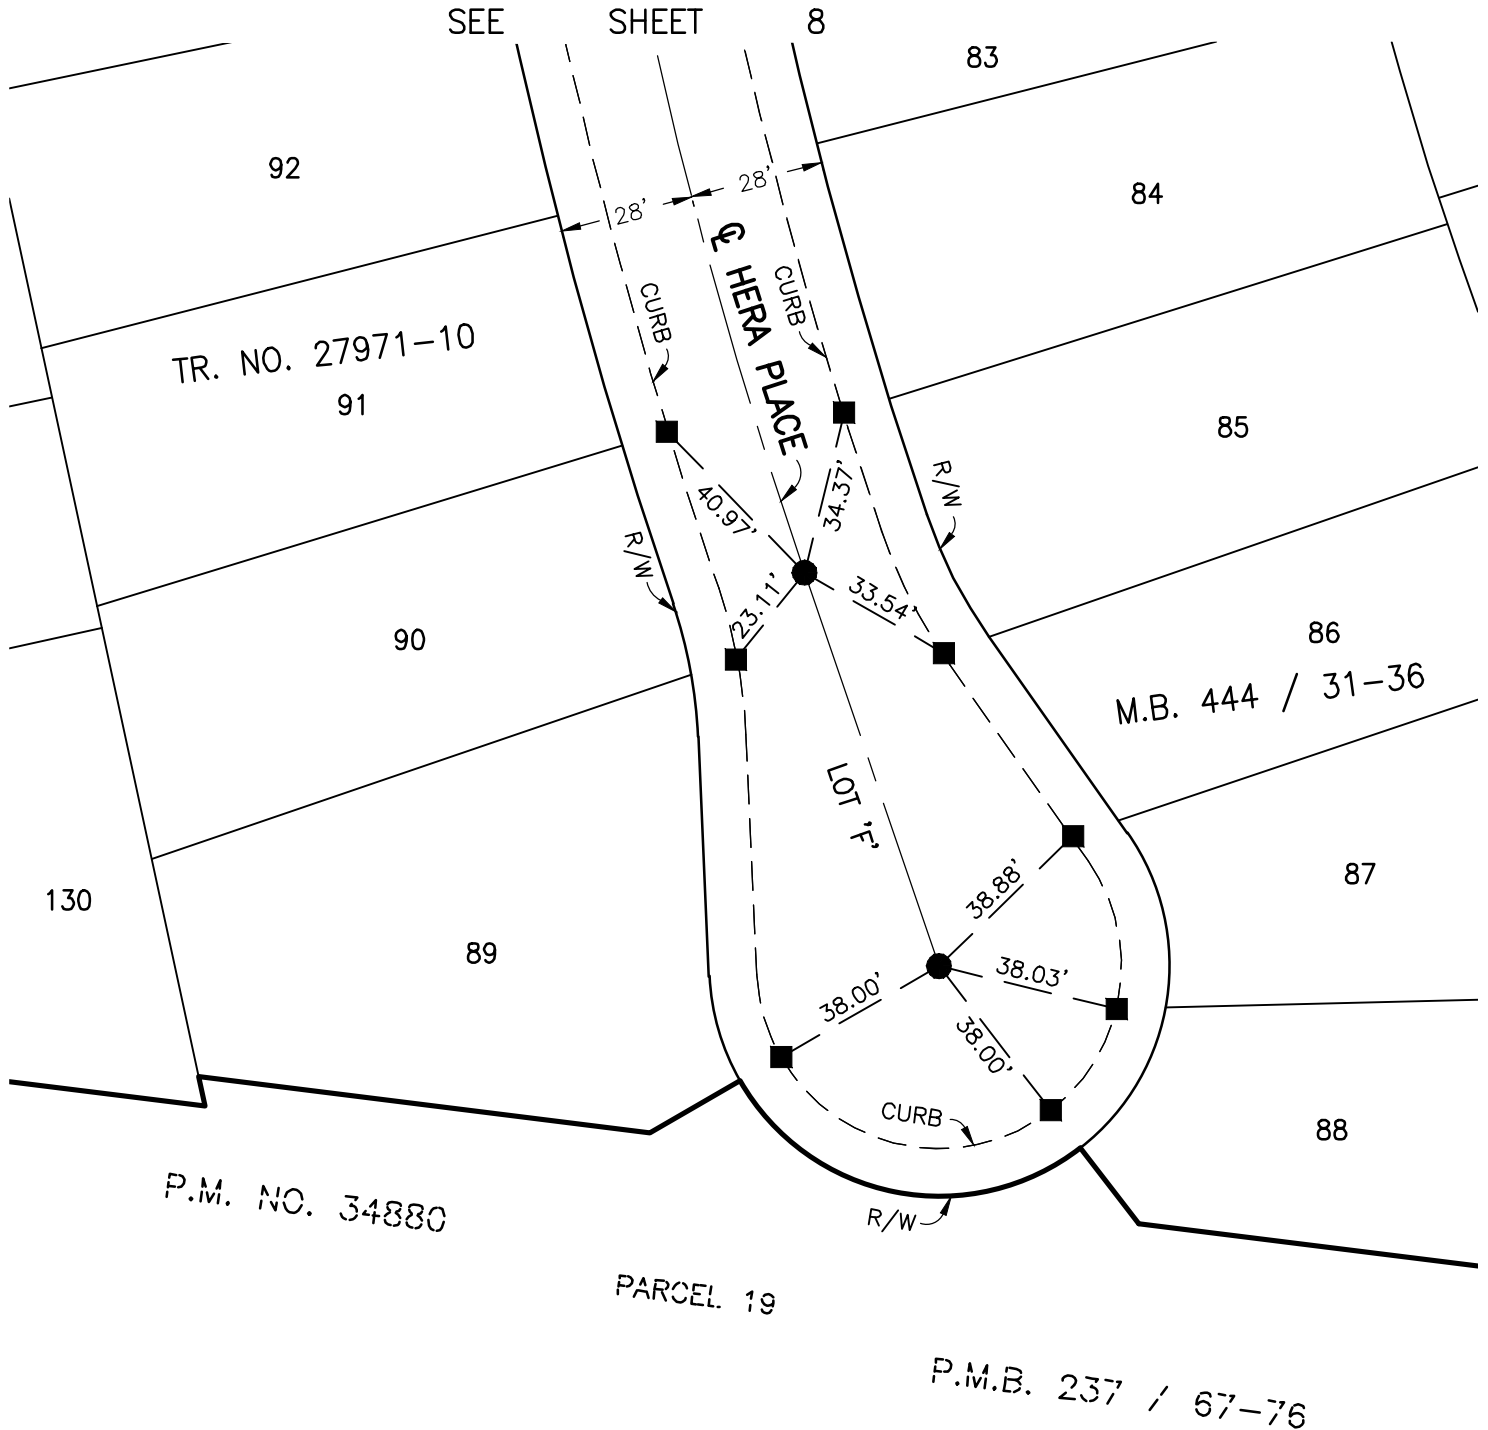 SEE SHEET 8
83
92
28'
28'
84
℄ HERA PLACE
CURB
CURB
TR. NO. 27971-10
91
85
40.97'
34.37'
R/W
R/W
23.11'
33.54'
90
86
M.B. 444 / 31-36
LOT 'F'
130
89
87
38.88'
38.03'
38.00'
38.00'
CURB
88
P.M. NO. 34880
R/W
PARCEL 19
P.M.B. 237 / 67-76